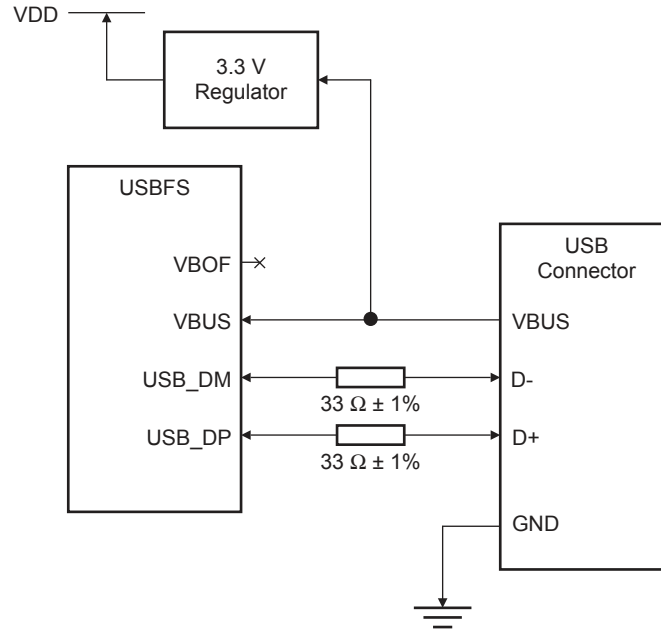 VDD
3.3 V
Regulator
USBFS
VBOF
VBUS
USB_DM
USB_DP
33 Ω ± 1%
33 Ω ± 1%
USB
Connector
VBUS
D-
D+
GND